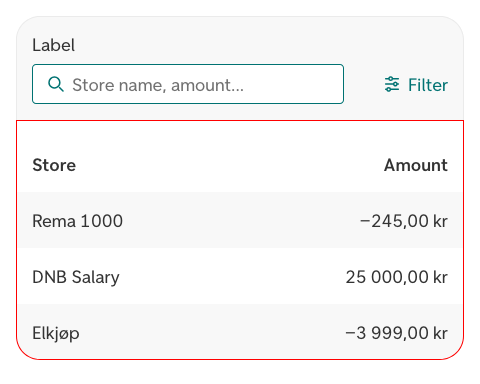 Label
Store name, amount...
Filter
Store Amount
Rema 1000 −245,00 kr
DNB Salary 25 000,00 kr
Elkjøp −3 999,00 kr